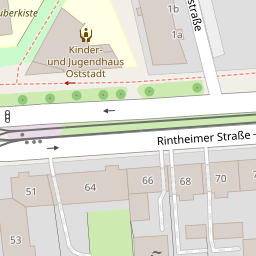 uberkiste
1b
straße
1a
Kinder-
und Jugendhaus
Oststadt
Rintheimer Straße
51
64
66
68
70
53